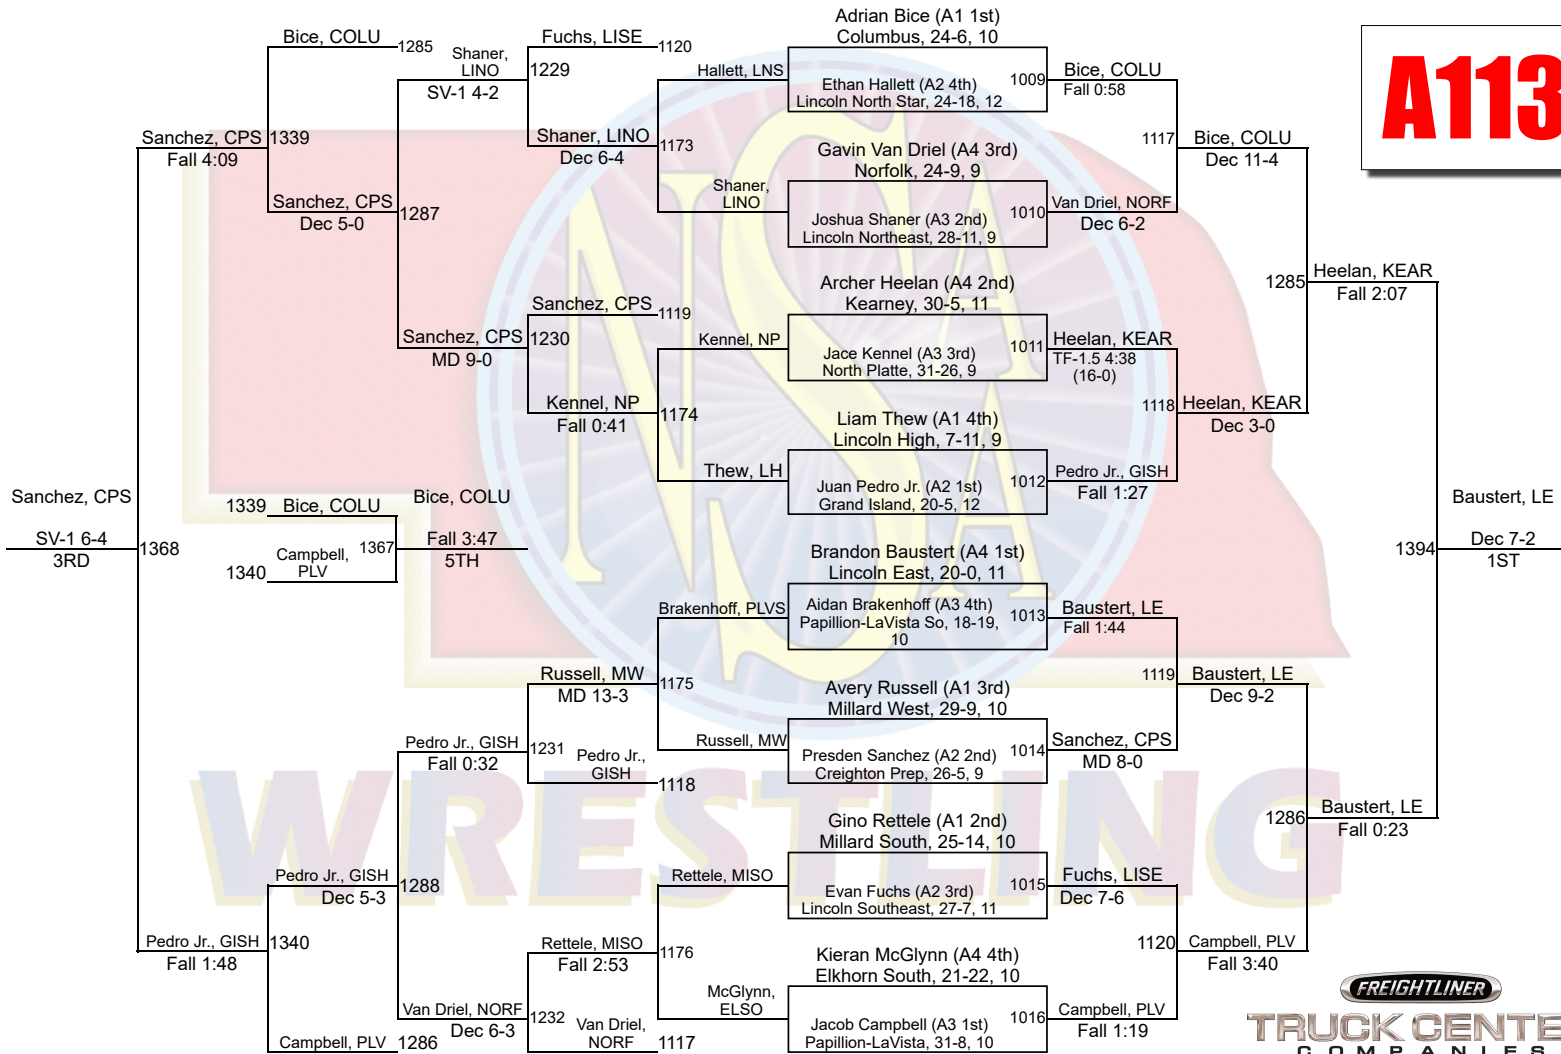 Adrian Bice (A1 1st)
Columbus, 24-6, 10
A113
Bice, COLU
1285
Shaner,
LINO
SV-1 4-2
Fuchs, LISE
1120
1229
Hallett, LNS
Ethan Hallett (A2 4th)
Lincoln North Star, 24-18, 12
1009
Bice, COLU
Fall 0:58
Sanchez, CPS
1339
Fall 4:09
Shaner, LINO
Dec 6-4
1173
Gavin Van Driel (A4 3rd)
Norfolk, 24-9, 9
1117
Bice, COLU
Dec 11-4
Sanchez, CPS
Dec 5-0
1287
Shaner,
LINO
Joshua Shaner (A3 2nd)
Lincoln Northeast, 28-11, 9
1010
Van Driel, NORF
Dec 6-2
Archer Heelan (A4 2nd)
Kearney, 30-5, 11
1285
Heelan, KEAR
Fall 2:07
Sanchez, CPS
1119
Sanchez, CPS
MD 9-0
1230
Kennel, NP
Jace Kennel (A3 3rd)
North Platte, 31-26, 9
1011
Heelan, KEAR
TF-1.5 4:38
(16-0)
Kennel, NP
Fall 0:41
1174
Liam Thew (A1 4th)
Lincoln High, 7-11, 9
1118
Heelan, KEAR
Dec 3-0
Thew, LH
Juan Pedro Jr. (A2 1st)
Grand Island, 20-5, 12
1012
Pedro Jr., GISH
Fall 1:27
Sanchez, CPS
SV-1 6-4
3RD
1368
1339
Bice, COLU
Bice, COLU
1367
Fall 3:47
5TH
1340
Campbell,
PLV
Baustert, LE
1394
Dec 7-2
1ST
Brandon Baustert (A4 1st)
Lincoln East, 20-0, 11
Brakenhoff, PLVS
Aidan Brakenhoff (A3 4th)
Papillion-LaVista So, 18-19,
10
1013
Baustert, LE
Fall 1:44
Russell, MW
MD 13-3
1175
Avery Russell (A1 3rd)
Millard West, 29-9, 10
1119
Baustert, LE
Dec 9-2
Pedro Jr., GISH
Fall 0:32
1231
Pedro Jr.,
GISH
1118
Russell, MW
Presden Sanchez (A2 2nd)
Creighton Prep, 26-5, 9
1014
Sanchez, CPS
MD 8-0
Gino Rettele (A1 2nd)
Millard South, 25-14, 10
1286
Baustert, LE
Fall 0:23
Pedro Jr., GISH
Dec 5-3
1288
Rettele, MISO
Evan Fuchs (A2 3rd)
Lincoln Southeast, 27-7, 11
1015
Fuchs, LISE
Dec 7-6
Pedro Jr., GISH
1340
Fall 1:48
Rettele, MISO
Fall 2:53
1176
Kieran McGlynn (A4 4th)
Elkhorn South, 21-22, 10
1120
Campbell, PLV
Fall 3:40
Van Driel, NORF
Dec 6-3
1232
Van Driel,
NORF
1117
McGlynn,
ELSO
Jacob Campbell (A3 1st)
Papillion-LaVista, 31-8, 10
1016
Campbell, PLV
Fall 1:19
Campbell, PLV
1286
NSAA
WRESTLING
FREIGHTLINER
TRUCK CENTE
COMPANIES